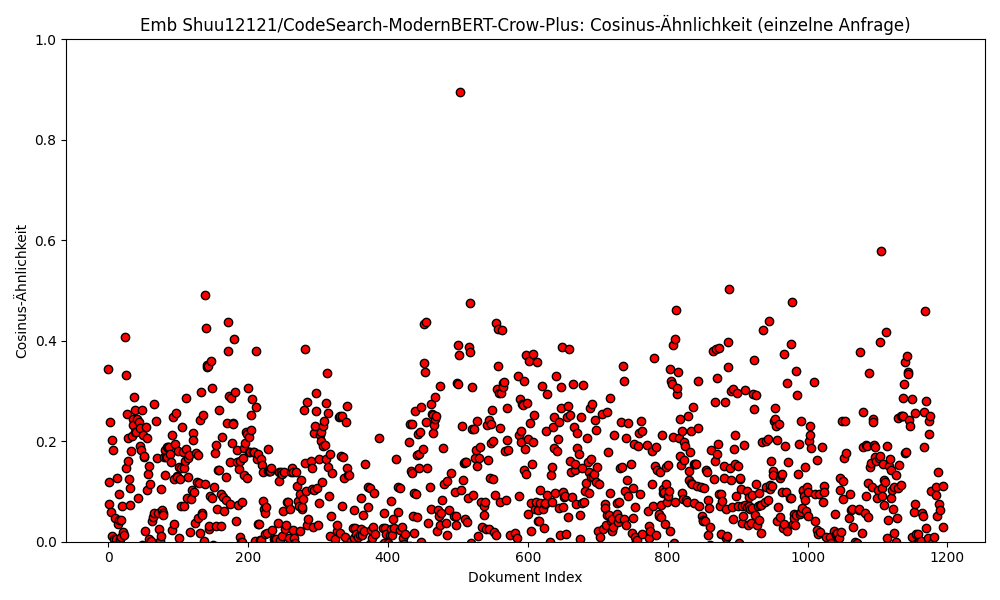 Emb Shuu12121/CodeSearch-ModernBERT-Crow-Plus: Cosinus-Ähnlichkeit (einzelne Anfrage)
1.0
0.8
0.6
0.4
0.2
0.0
Cosinus-Ähnlichkeit
0 200 400 600 800 1000 1200
Dokument Index